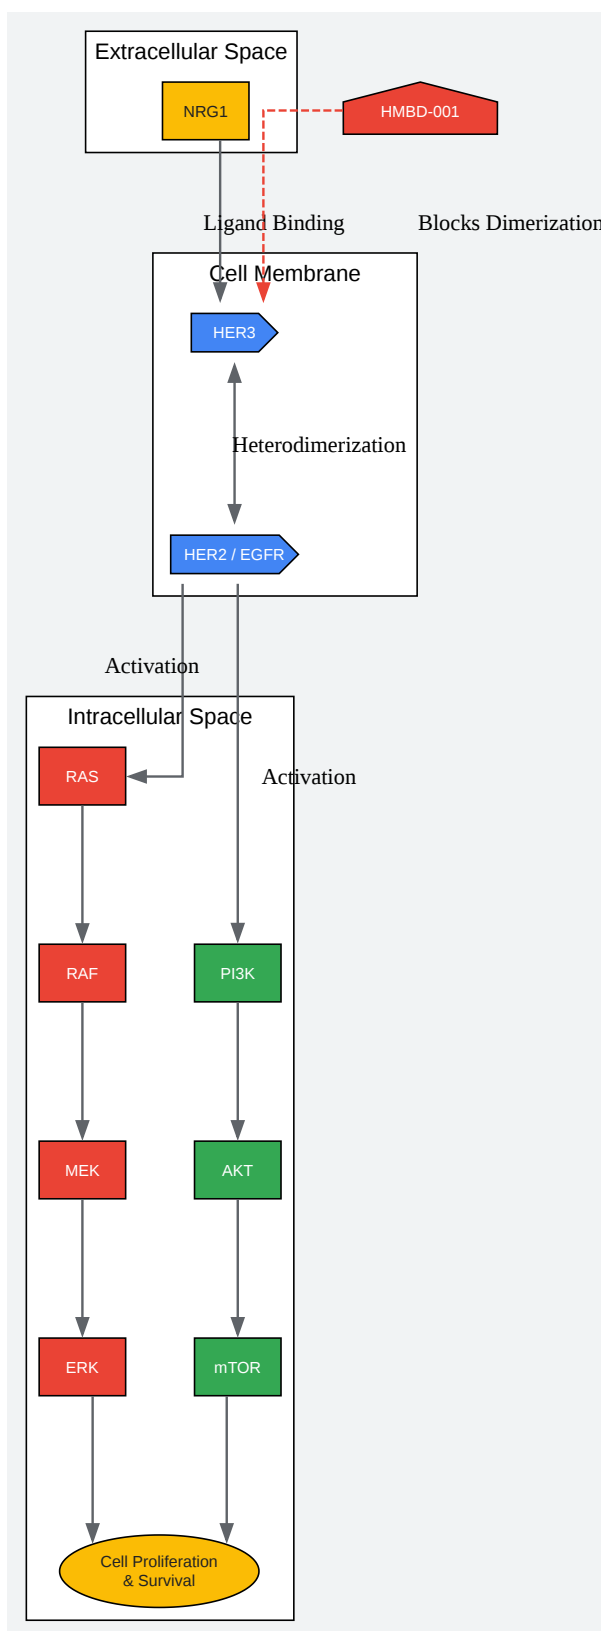 Extracellular Space
NRG1
HMBD-001
Ligand Binding
Blocks Dimerization
Cell Membrane
HER3
Heterodimerization
HER2 / EGFR
Activation
Intracellular Space
RAS
Activation
RAF
PI3K
MEK
AKT
ERK
mTOR
Cell Proliferation
& Survival